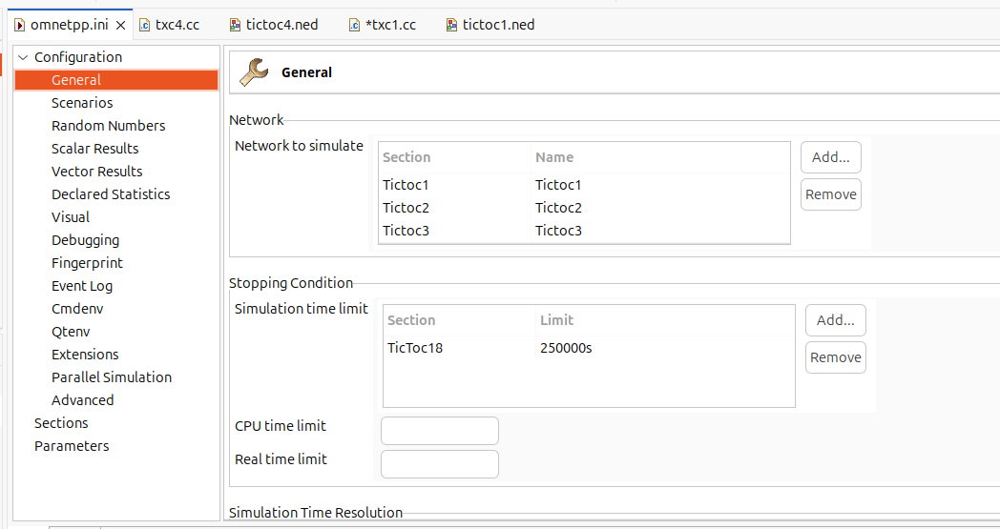 omnetpp.ini txc4.cc tictoc4.ned *txc1.cc tictoc1.ned
Configuration
General
Scenarios
Random Numbers
Scalar Results
Vector Results
Declared Statistics
Visual
Debugging
Fingerprint
Event Log
Cmdenv
Qtenv
Extensions
Parallel Simulation
Advanced
Sections
Parameters
General
Network
Network to simulate
Section Name
Tictoc1 Tictoc1
Tictoc2 Tictoc2
Tictoc3 Tictoc3
Add...
Remove
Stopping Condition
Simulation time limit
Section Limit
TicToc18 250000s
Add...
Remove
CPU time limit
Real time limit
Simulation Time Resolution